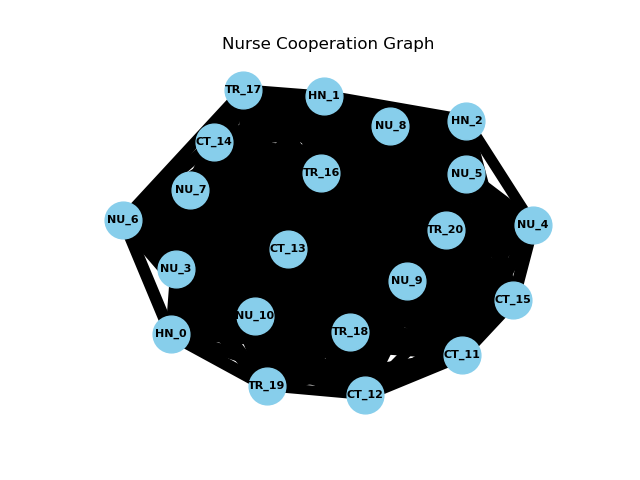 Nurse Cooperation Graph
TR_17
HN_1
HN_2
NU_8
CT_14
TR_16
NU_5
NU_7
NU_6
NU_4
TR_20
CT_13
NU_3
NU_9
CT_15
NU_10
TR_18
HN_0
CT_11
TR_19
CT_12